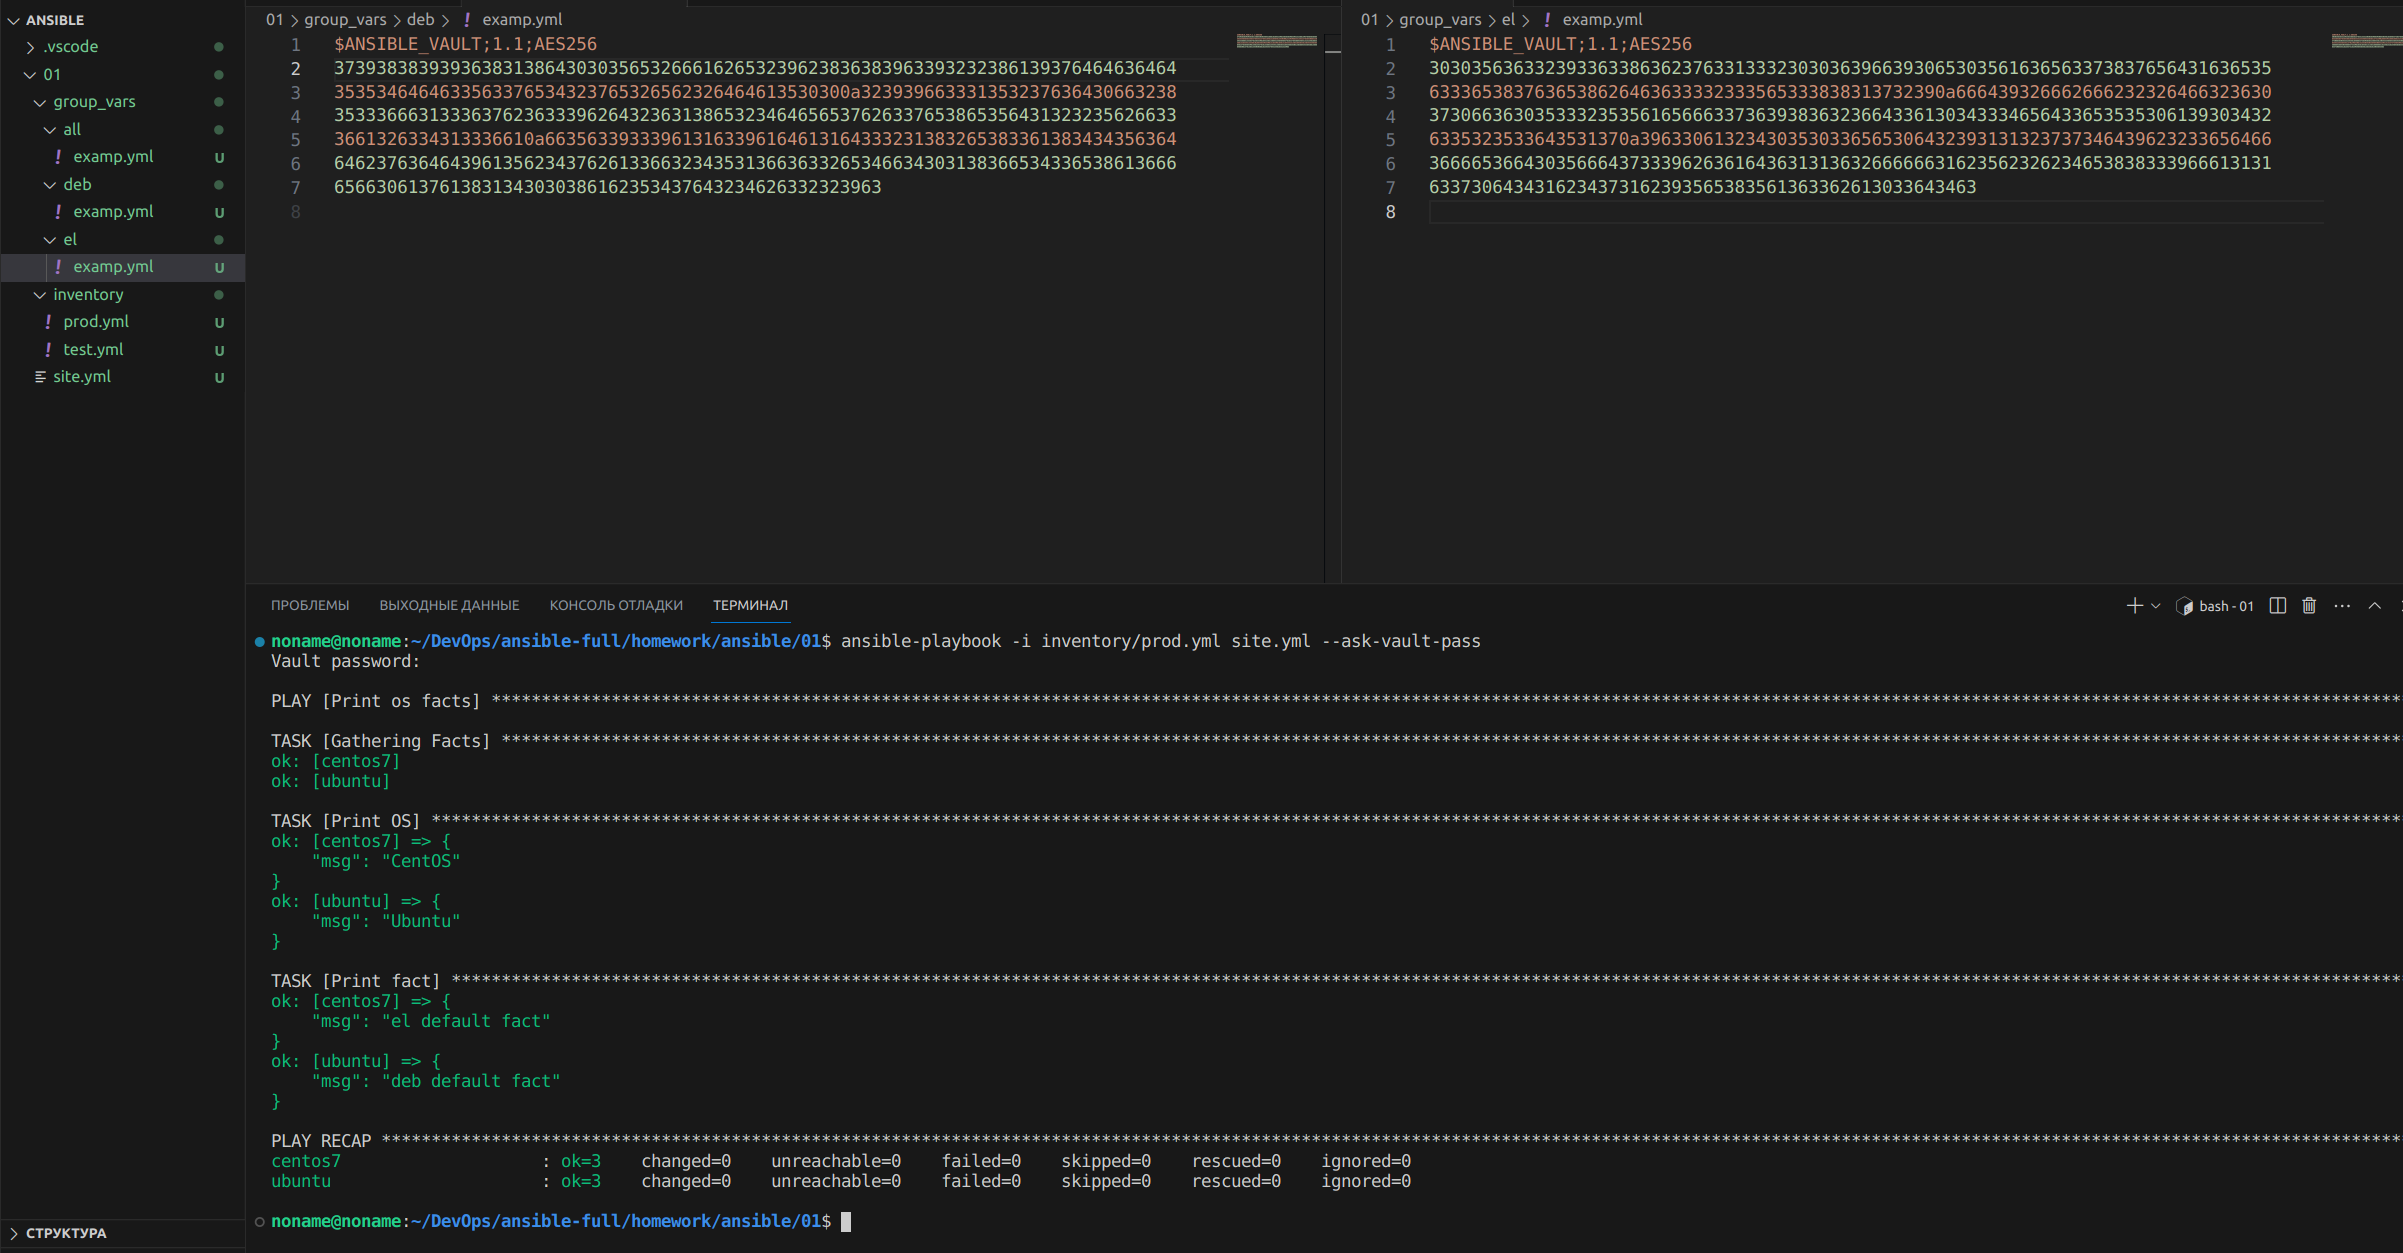 ANSIBLE
.vscode
01
group_vars
all
! examp.yml U
deb
! examp.yml U
el
! examp.yml U
inventory
! prod.yml U
! test.yml U
site.yml U
СТРУКТУРА
01 > group_vars > deb > ! examp.yml
1 $ANSIBLE_VAULT;1.1;AES256
2 37393838393936383138643030356532666162653239623836383963393232386139376464636464
3 3535346464633563376534323765326562326464613530300a323939663331353237636430663238
4 35333666313336376236333962643236313865323464656537626337653865356431323235626633
5 3661326334313336610a663563393339613163396164613164333231383265383361383434356364
6 64623763646439613562343762613366323435313663633265346634303138366534336538613666
7 6566306137613831343030386162353437643234626332323963
8
01 > group_vars > el > ! examp.yml
1 $ANSIBLE_VAULT;1.1;AES256
2 30303563633239336338636237633133323030363966393065303561636563373837656431636535
3 6333653837636538626463633332333565333838313732390a666439326662666232326466323630
4 37306636303533323535616566633736393836323664336130343334656433653535306139303432
5 6335323533643531370a396330613234303530336565306432393131323737346439623233656466
6 36666536643035666437333962636164363131363266666631623562326234653838333966613131
7 6337306434316234373162393565383561363362613033643463
8
ПРОБЛЕМЫ ВЫХОДНЫЕ ДАННЫЕ КОНСОЛЬ ОТЛАДКИ ТЕРМИНАЛ bash - 01
noname@noname:~/DevOps/ansible-full/homework/ansible/01$ ansible-playbook -i inventory/prod.yml site.yml --ask-vault-pass
Vault password:
PLAY [Print os facts] ****************************************
TASK [Gathering Facts] ****************************************
ok: [centos7]
ok: [ubuntu]
TASK [Print OS] ****************************************
ok: [centos7] => {
"msg": "CentOS"
}
ok: [ubuntu] => {
"msg": "Ubuntu"
}
TASK [Print fact] ****************************************
ok: [centos7] => {
"msg": "el default fact"
}
ok: [ubuntu] => {
"msg": "deb default fact"
}
PLAY RECAP ****************************************
centos7 : ok=3 changed=0 unreachable=0 failed=0 skipped=0 rescued=0 ignored=0
ubuntu : ok=3 changed=0 unreachable=0 failed=0 skipped=0 rescued=0 ignored=0
noname@noname:~/DevOps/ansible-full/homework/ansible/01$